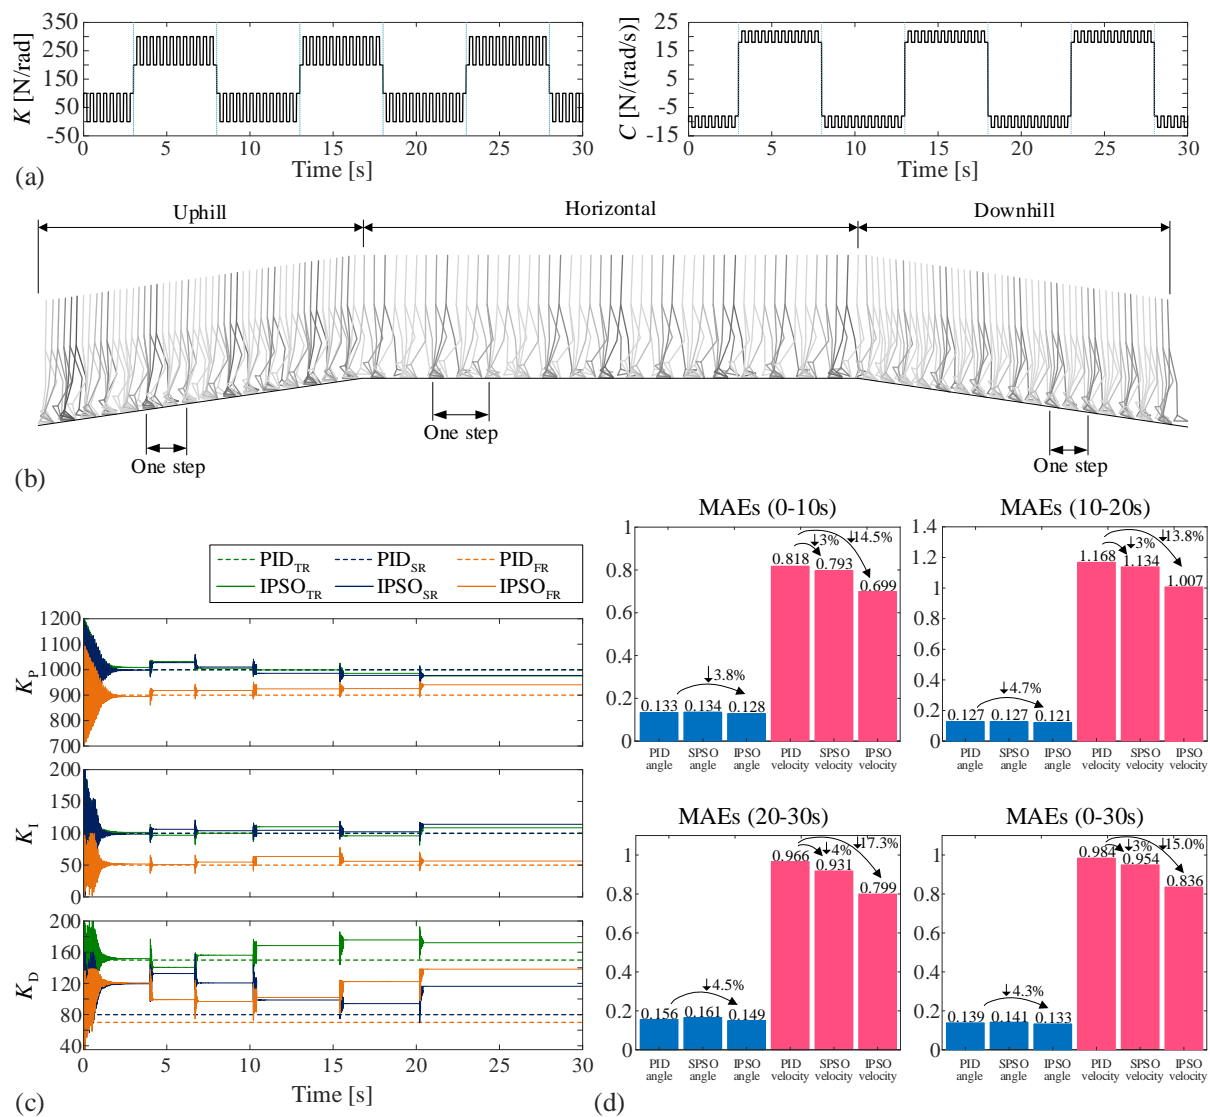 350
250
150
50
-50
K [N/rad]
0 5 10 15 20 25 30
Time [s]
25
15
5
-5
-15
C [N/(rad/s)]
0 5 10 15 20 25 30
Time [s]
(a)
Uphill
Horizontal
Downhill
One step
One step
One step
(b)
PID_TR PID_SR PID_FR
IPSO_TR IPSO_SR IPSO_FR
1200
1100
1000
900
800
700
K_P
200
150
100
50
0
K_I
200
160
120
80
40
K_D
0 5 10 15 20 25 30
Time [s]
(c)
MAEs (0-10s)
1
0.8
0.6
0.4
0.2
0
↓3.8%
↓3%
↓14.5%
0.133 0.134 0.128 0.818 0.793 0.699
PID SPSO IPSO PID SPSO IPSO
angle angle angle velocity velocity velocity
MAEs (10-20s)
1.4
1.2
1
0.8
0.6
0.4
0.2
0
↓4.7%
↓3%
↓13.8%
0.127 0.127 0.121 1.168 1.134 1.007
PID SPSO IPSO PID SPSO IPSO
angle angle angle velocity velocity velocity
MAEs (20-30s)
1
0.8
0.6
0.4
0.2
0
↓4.5%
↓4%
↓17.3%
0.156 0.161 0.149 0.966 0.931 0.799
PID SPSO IPSO PID SPSO IPSO
angle angle angle velocity velocity velocity
MAEs (0-30s)
1
0.8
0.6
0.4
0.2
0
↓4.3%
↓3%
↓15.0%
0.139 0.141 0.133 0.984 0.954 0.836
PID SPSO IPSO PID SPSO IPSO
angle angle angle velocity velocity velocity
(d)